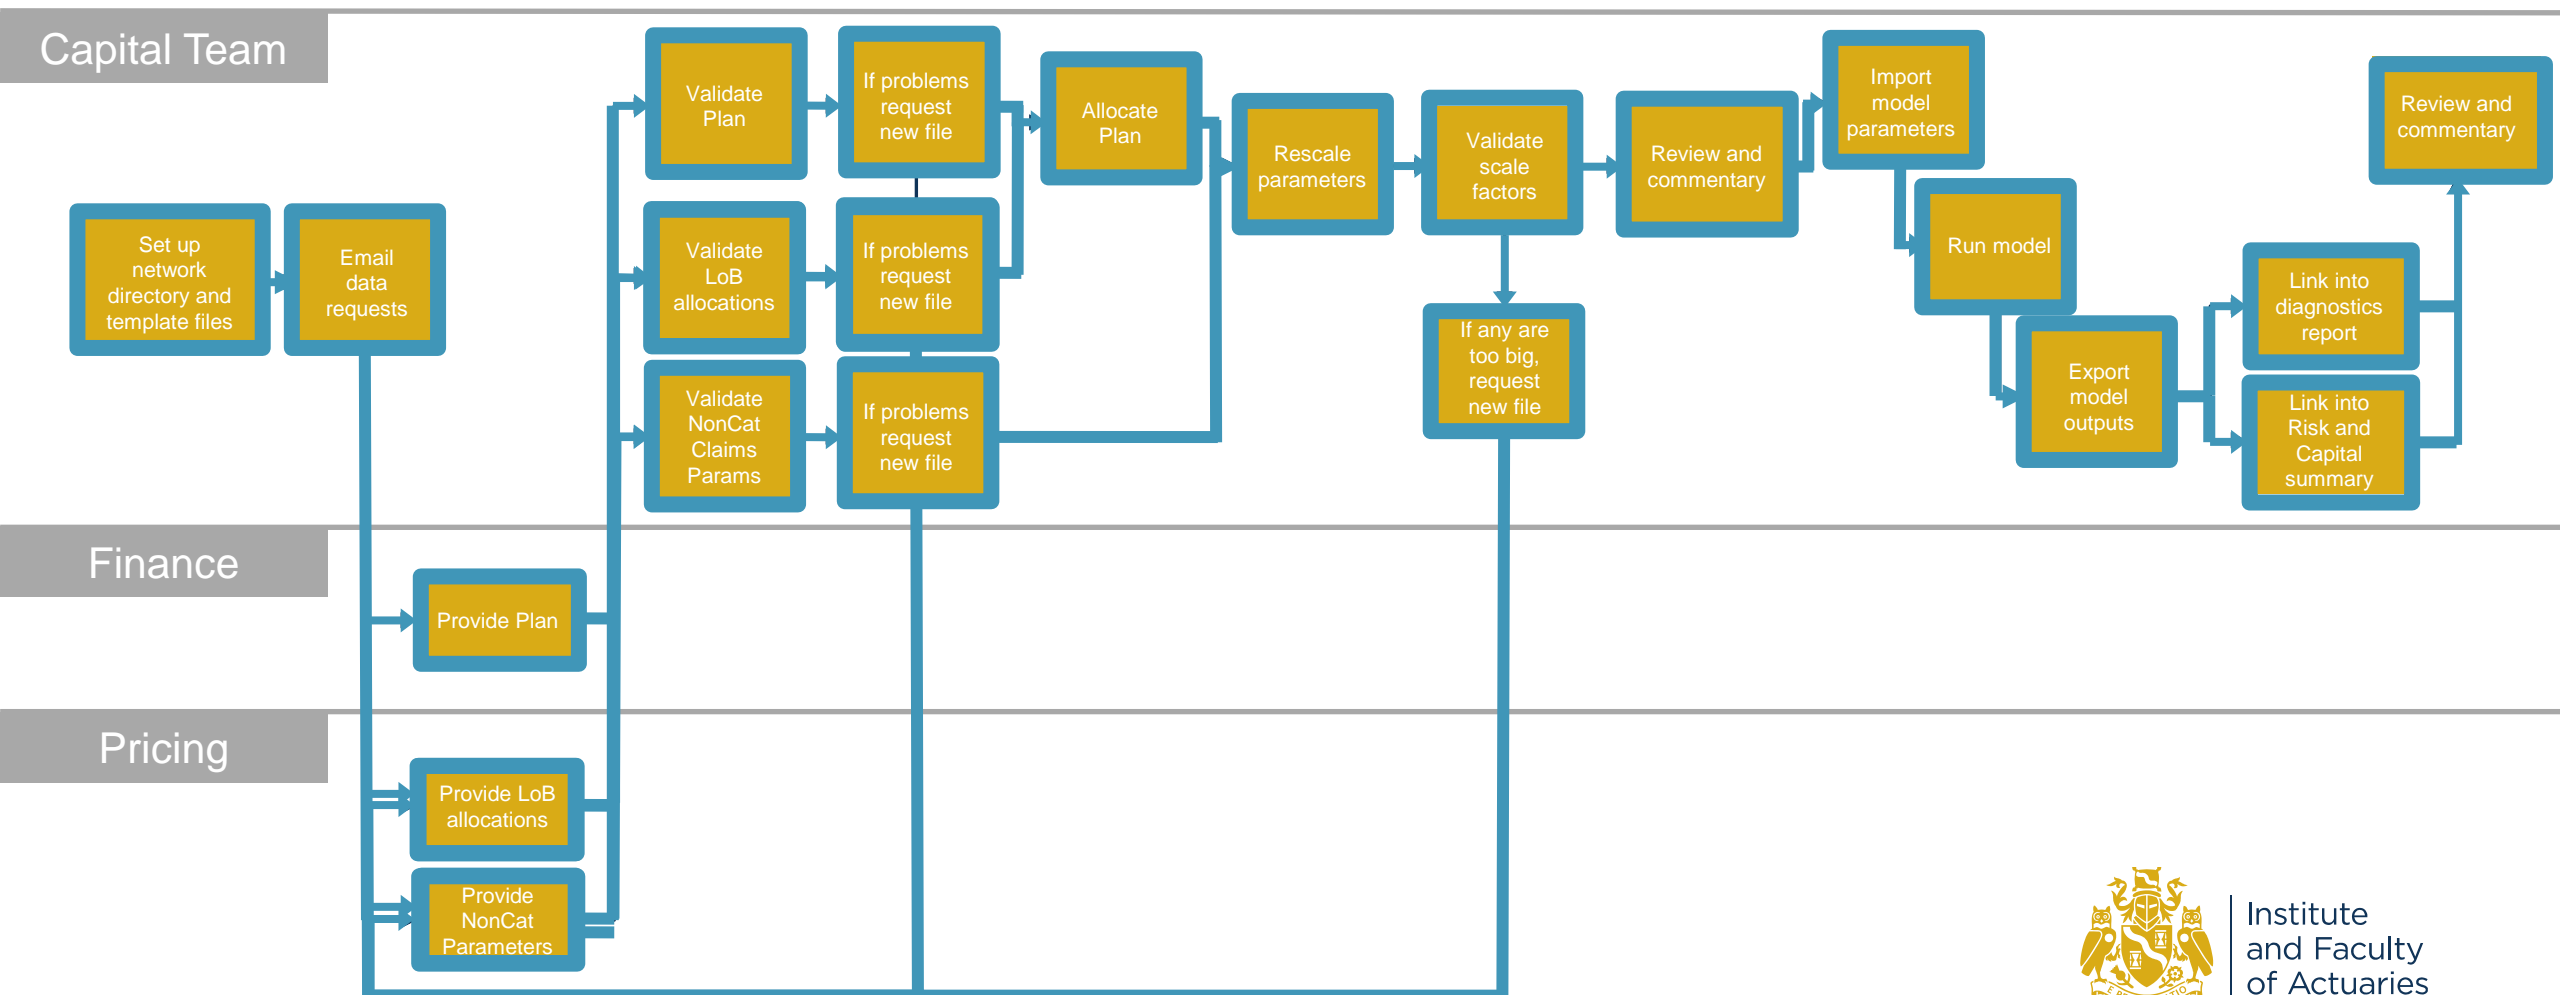 Capital Team
Set up
network
directory and
template files
Email
data
requests
Validate
Plan
If problems
request
new file
Validate
LoB
allocations
If problems
request
new file
Validate
NonCat
Claims
Params
If problems
request
new file
Allocate
Plan
Rescale
parameters
Validate
scale
factors
If any are
too big,
request
new file
Review and
commentary
Import
model
parameters
Run model
Export
model
outputs
Link into
diagnostics
report
Link into
Risk and
Capital
summary
Review and
commentary
Finance
Provide Plan
Pricing
Provide LoB
allocations
Provide
NonCat
Parameters
Institute
and Faculty
of Actuaries